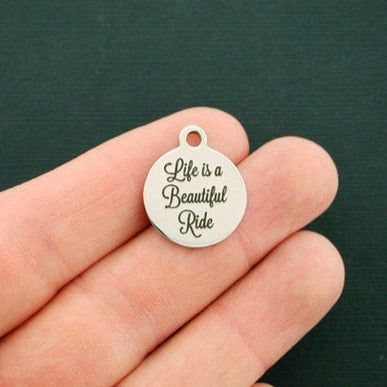 Life is a
Beautiful
Ride